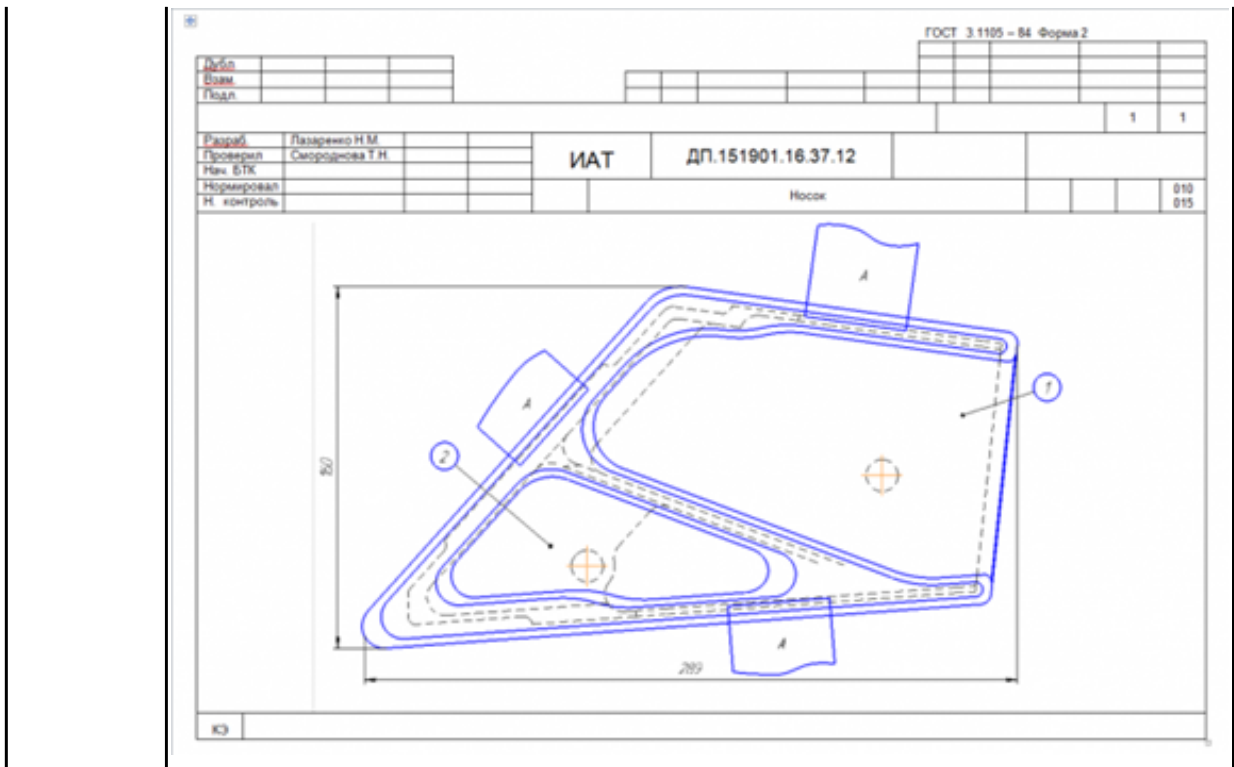 ГОСТ 3.1105 – 84 Форма 2
Дубл
Взам.
Подл.
1 1
Разраб. Лазаренко Н.М.
Проверил Смороднова Т.Н.
Нач. БТК
ИАТ ДП.151901.16.37.12
Нормировал
Н. контроль
Носок
010
015
А
1
А
2
160
А
289
КЭ